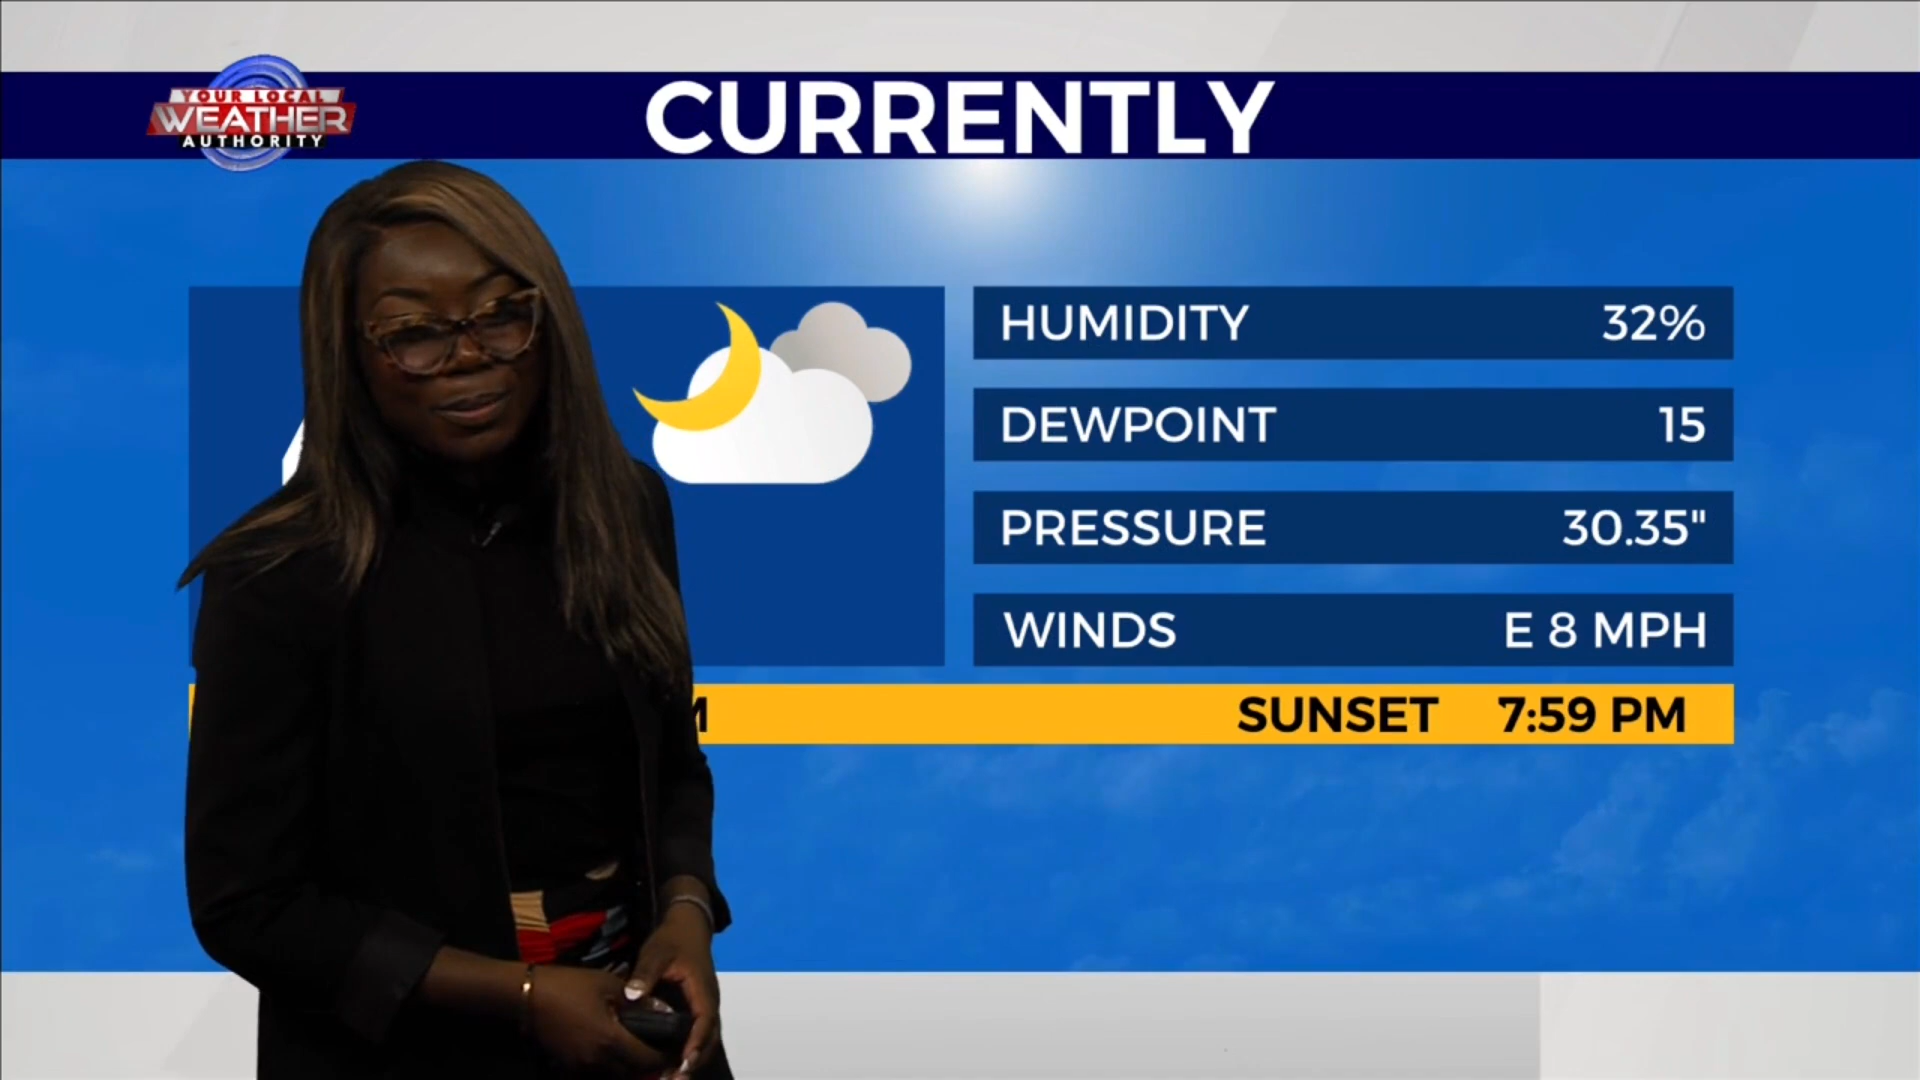 YOUR LOCAL
WEATHER
AUTHORITY
CURRENTLY
HUMIDITY 32%
DEWPOINT 15
PRESSURE 30.35"
WINDS E 8 MPH
SUNSET 7:59 PM